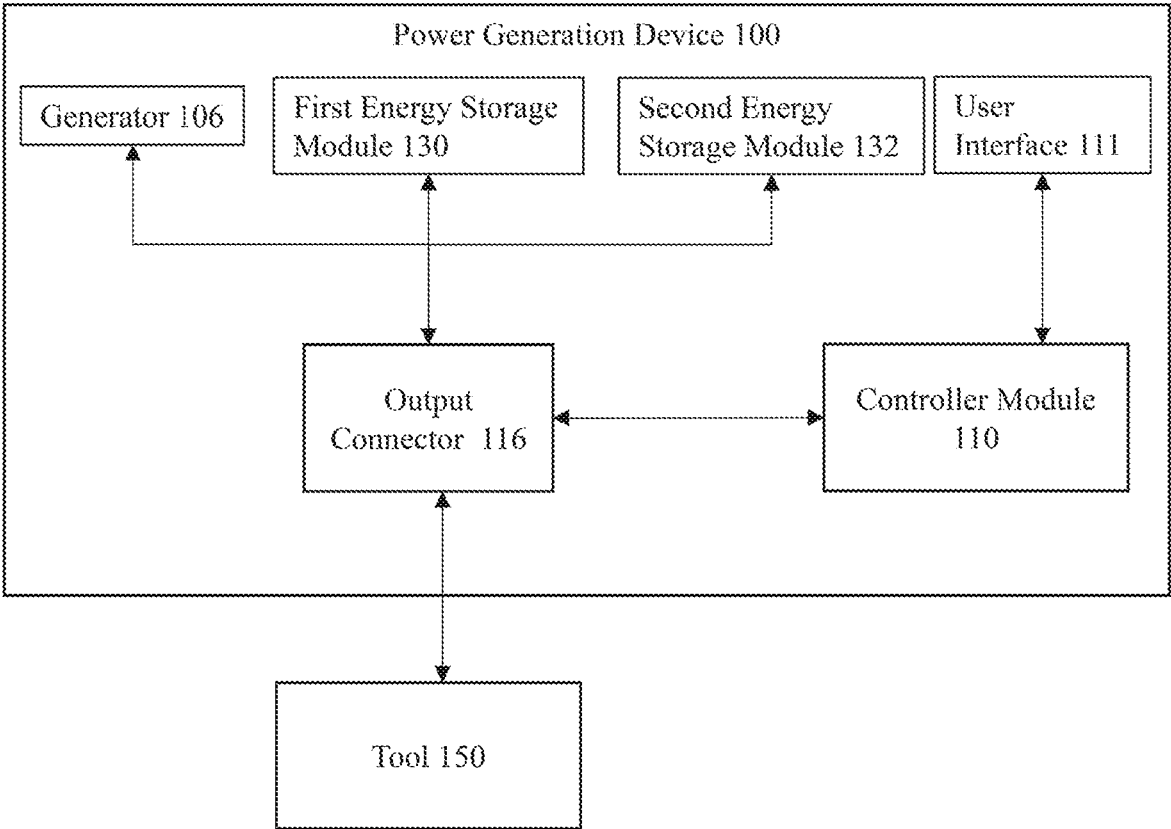 Power Generation Device 100
Generator 106
First Energy Storage
Module 130
Second Energy
Storage Module 132
User
Interface 111
Output
Connector 116
Controller Module
110
Tool 150